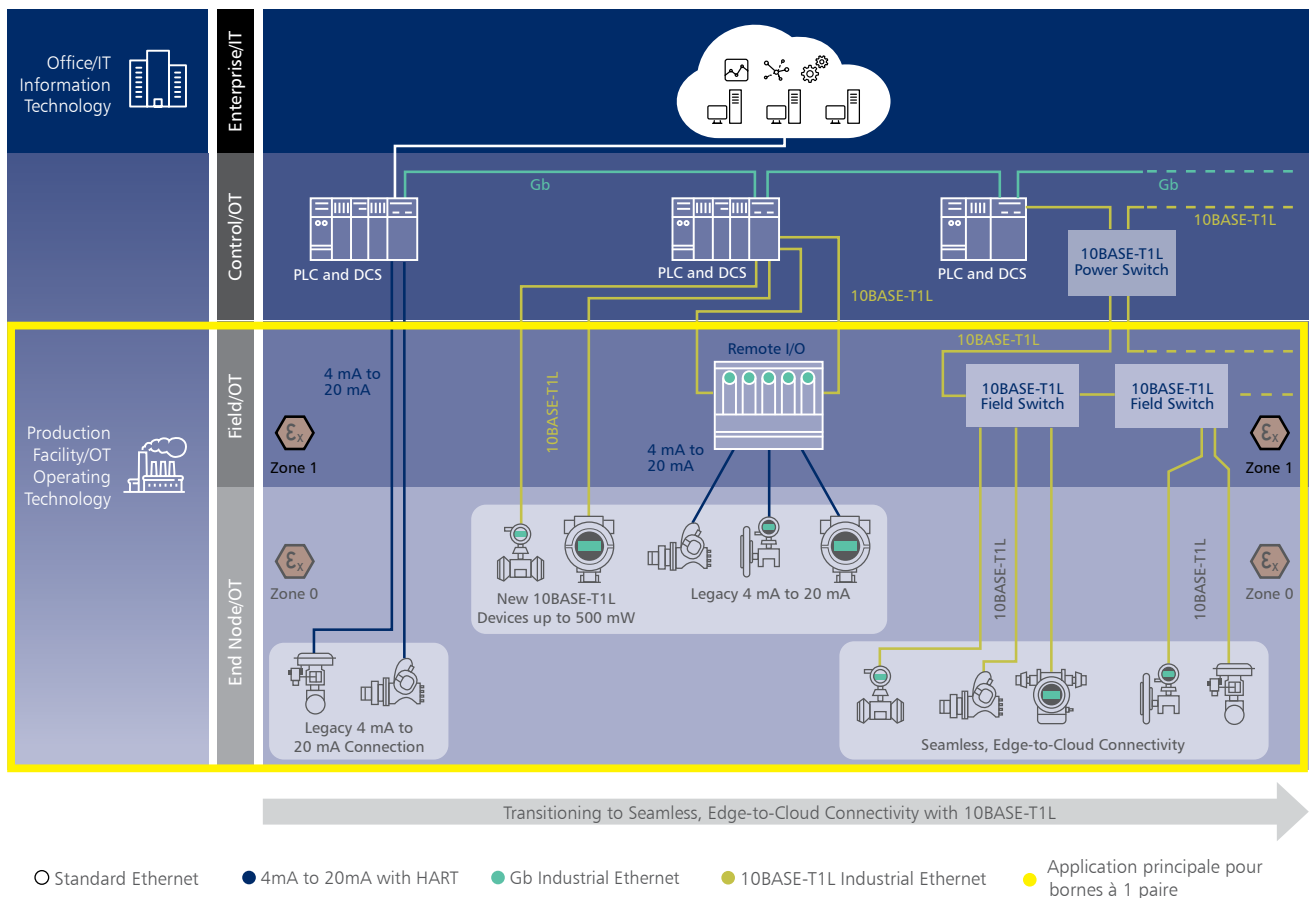 Office/IT
Information
Technology
Enterprise/IT
Control/OT
Gb
Gb
10BASE-T1L
PLC and DCS
PLC and DCS
PLC and DCS
10BASE-T1L
Power Switch
10BASE-T1L
Production
Facility/OT
Operating
Technology
Field/OT
4 mA to
20 mA
εx
Zone 1
10BASE-T1L
Remote I/O
4 mA to
20 mA
10BASE-T1L
10BASE-T1L
Field Switch
10BASE-T1L
Field Switch
εx
Zone 1
End Node/OT
εx
Zone 0
New 10BASE-T1L
Devices up to 500 mW
Legacy 4 mA to 20 mA
10BASE-T1L
10BASE-T1L
εx
Zone 0
Legacy 4 mA to
20 mA Connection
Seamless, Edge-to-Cloud Connectivity
Transitioning to Seamless, Edge-to-Cloud Connectivity with 10BASE-T1L
Standard Ethernet
4mA to 20mA with HART
Gb Industrial Ethernet
10BASE-T1L Industrial Ethernet
Application principale pour
bornes à 1 paire